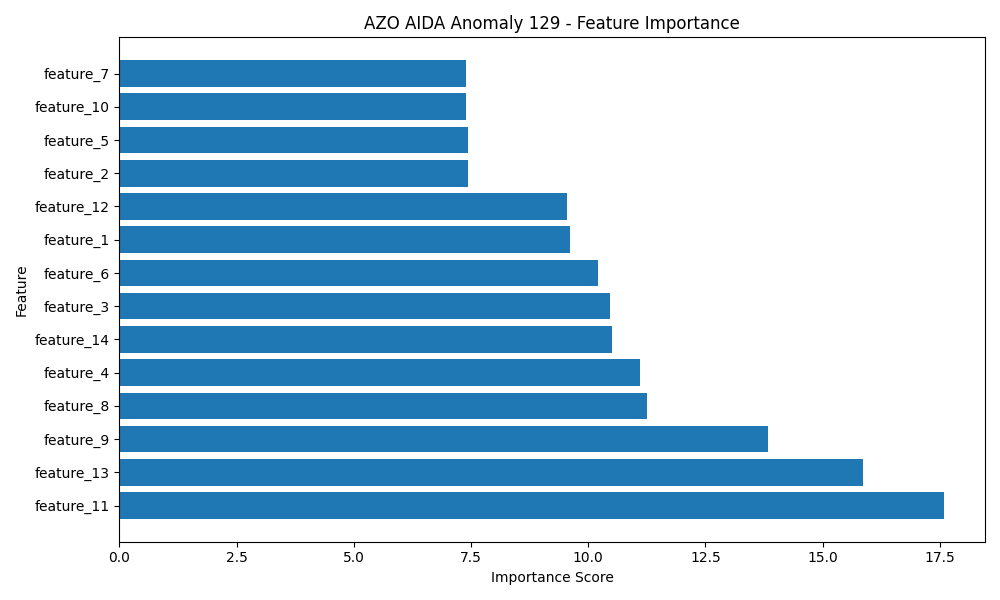 AZO AIDA Anomaly 129 - Feature Importance
feature_7
feature_10
feature_5
feature_2
feature_12
feature_1
feature_6
feature_3
feature_14
feature_4
feature_8
feature_9
feature_13
feature_11
Feature
0.0 2.5 5.0 7.5 10.0 12.5 15.0 17.5
Importance Score